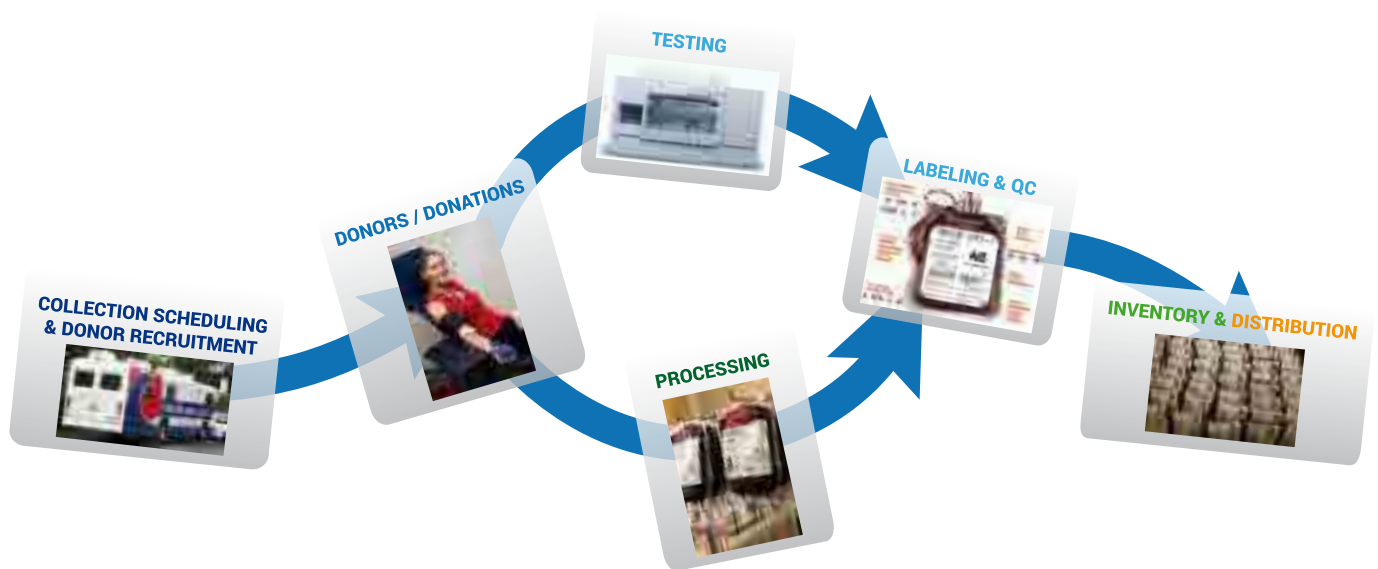 TESTING
LABELING & QC
DONORS / DONATIONS
COLLECTION SCHEDULING
& DONOR RECRUITMENT
INVENTORY & DISTRIBUTION
PROCESSING